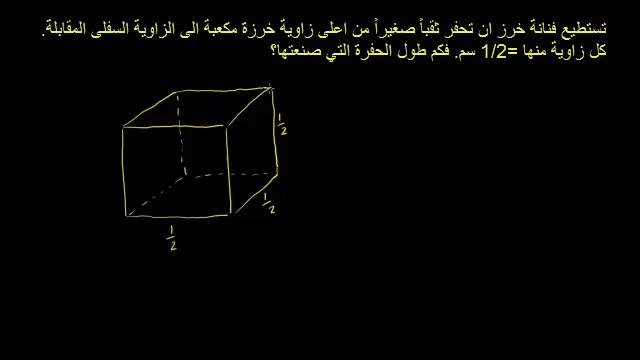 تستطيع فنانة خرز ان تحفر ثقباً صغيراً من اعلى زاوية خرزة مكعبة الى الزاوية السفلى المقابلة.
كل زاوية منها =1/2 سم. فكم طول الحفرة التي صنعتها؟
1/2
1/2
1/2